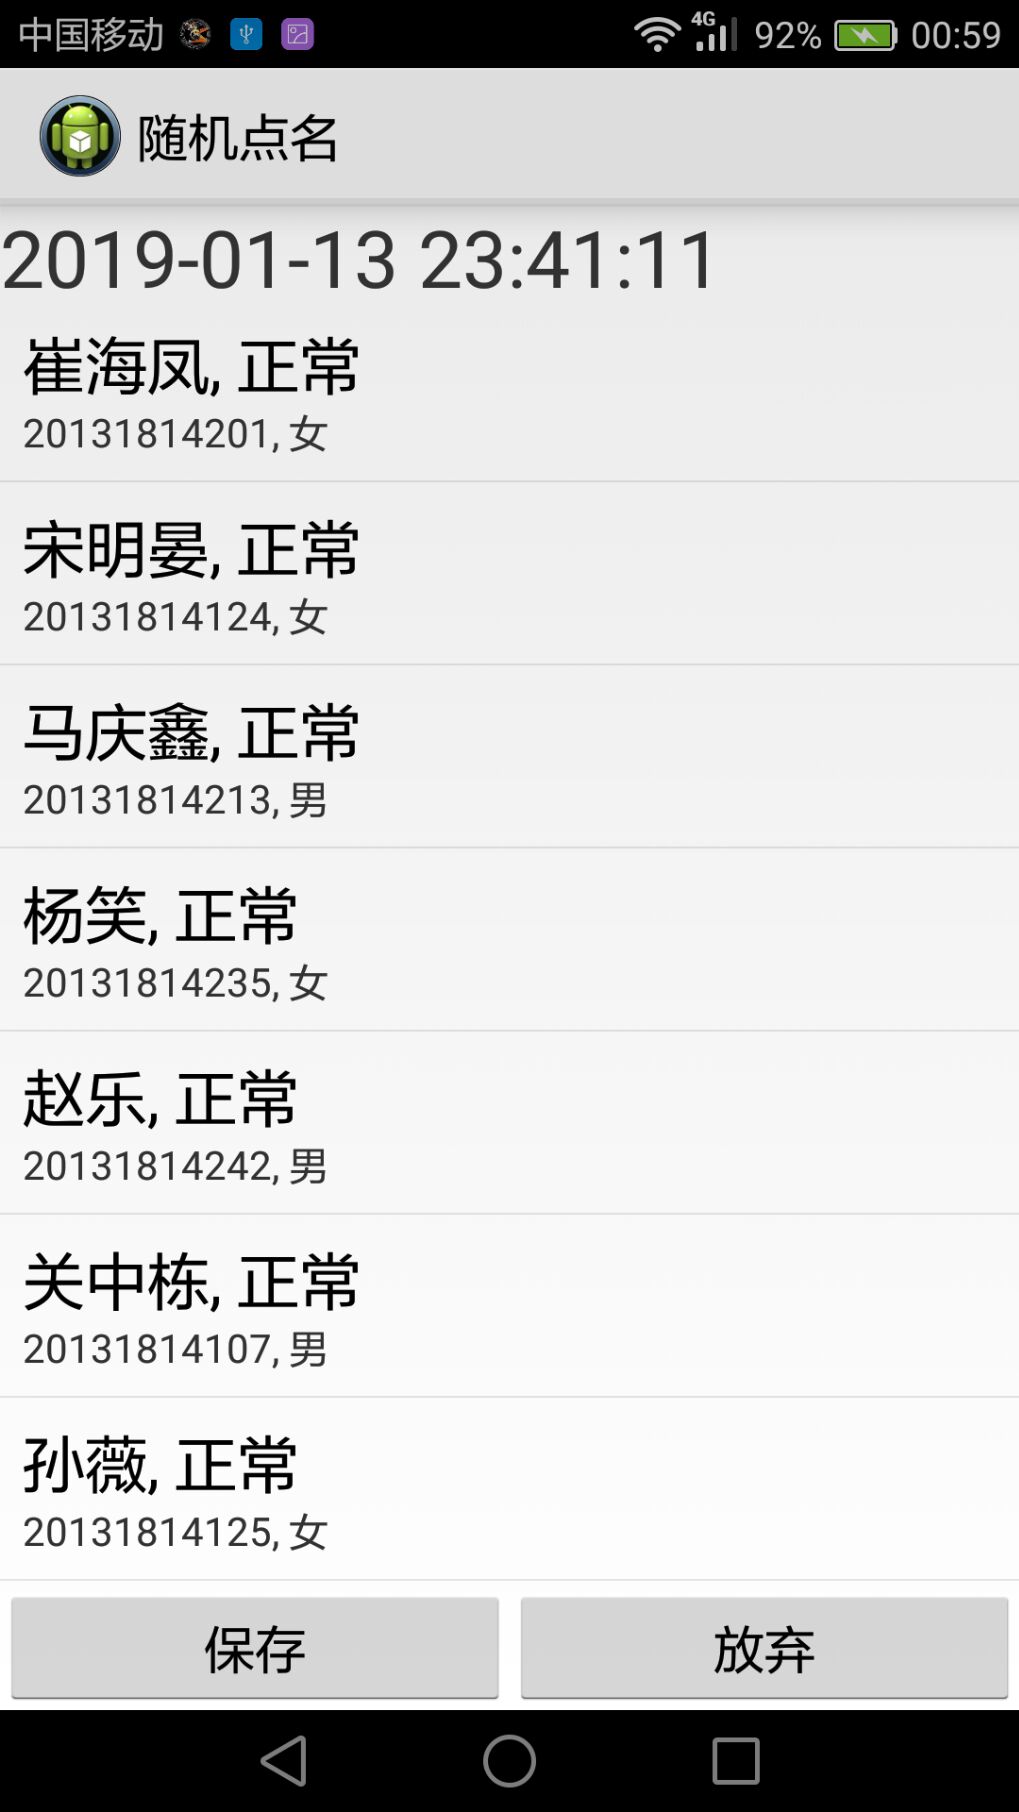 中国移动 4G 92% 00:59
随机点名
2019-01-13 23:41:11
崔海凤, 正常
20131814201, 女
宋明晏, 正常
20131814124, 女
马庆鑫, 正常
20131814213, 男
杨笑, 正常
20131814235, 女
赵乐, 正常
20131814242, 男
关中栋, 正常
20131814107, 男
孙薇, 正常
20131814125, 女
保存 放弃